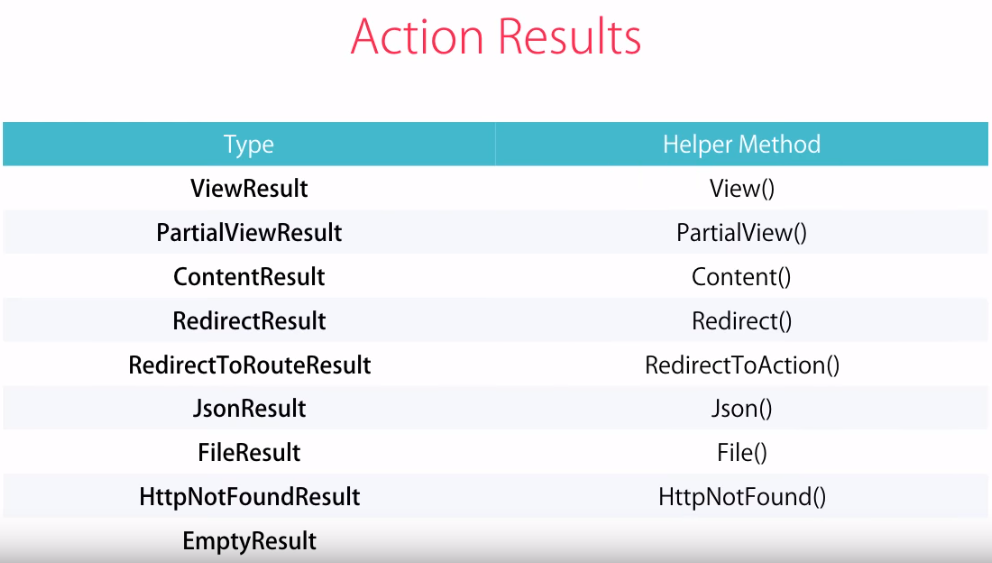 Action Results
Type Helper Method
ViewResult View()
PartialViewResult PartialView()
ContentResult Content()
RedirectResult Redirect()
RedirectToRouteResult RedirectToAction()
JsonResult Json()
FileResult File()
HttpNotFoundResult HttpNotFound()
EmptyResult